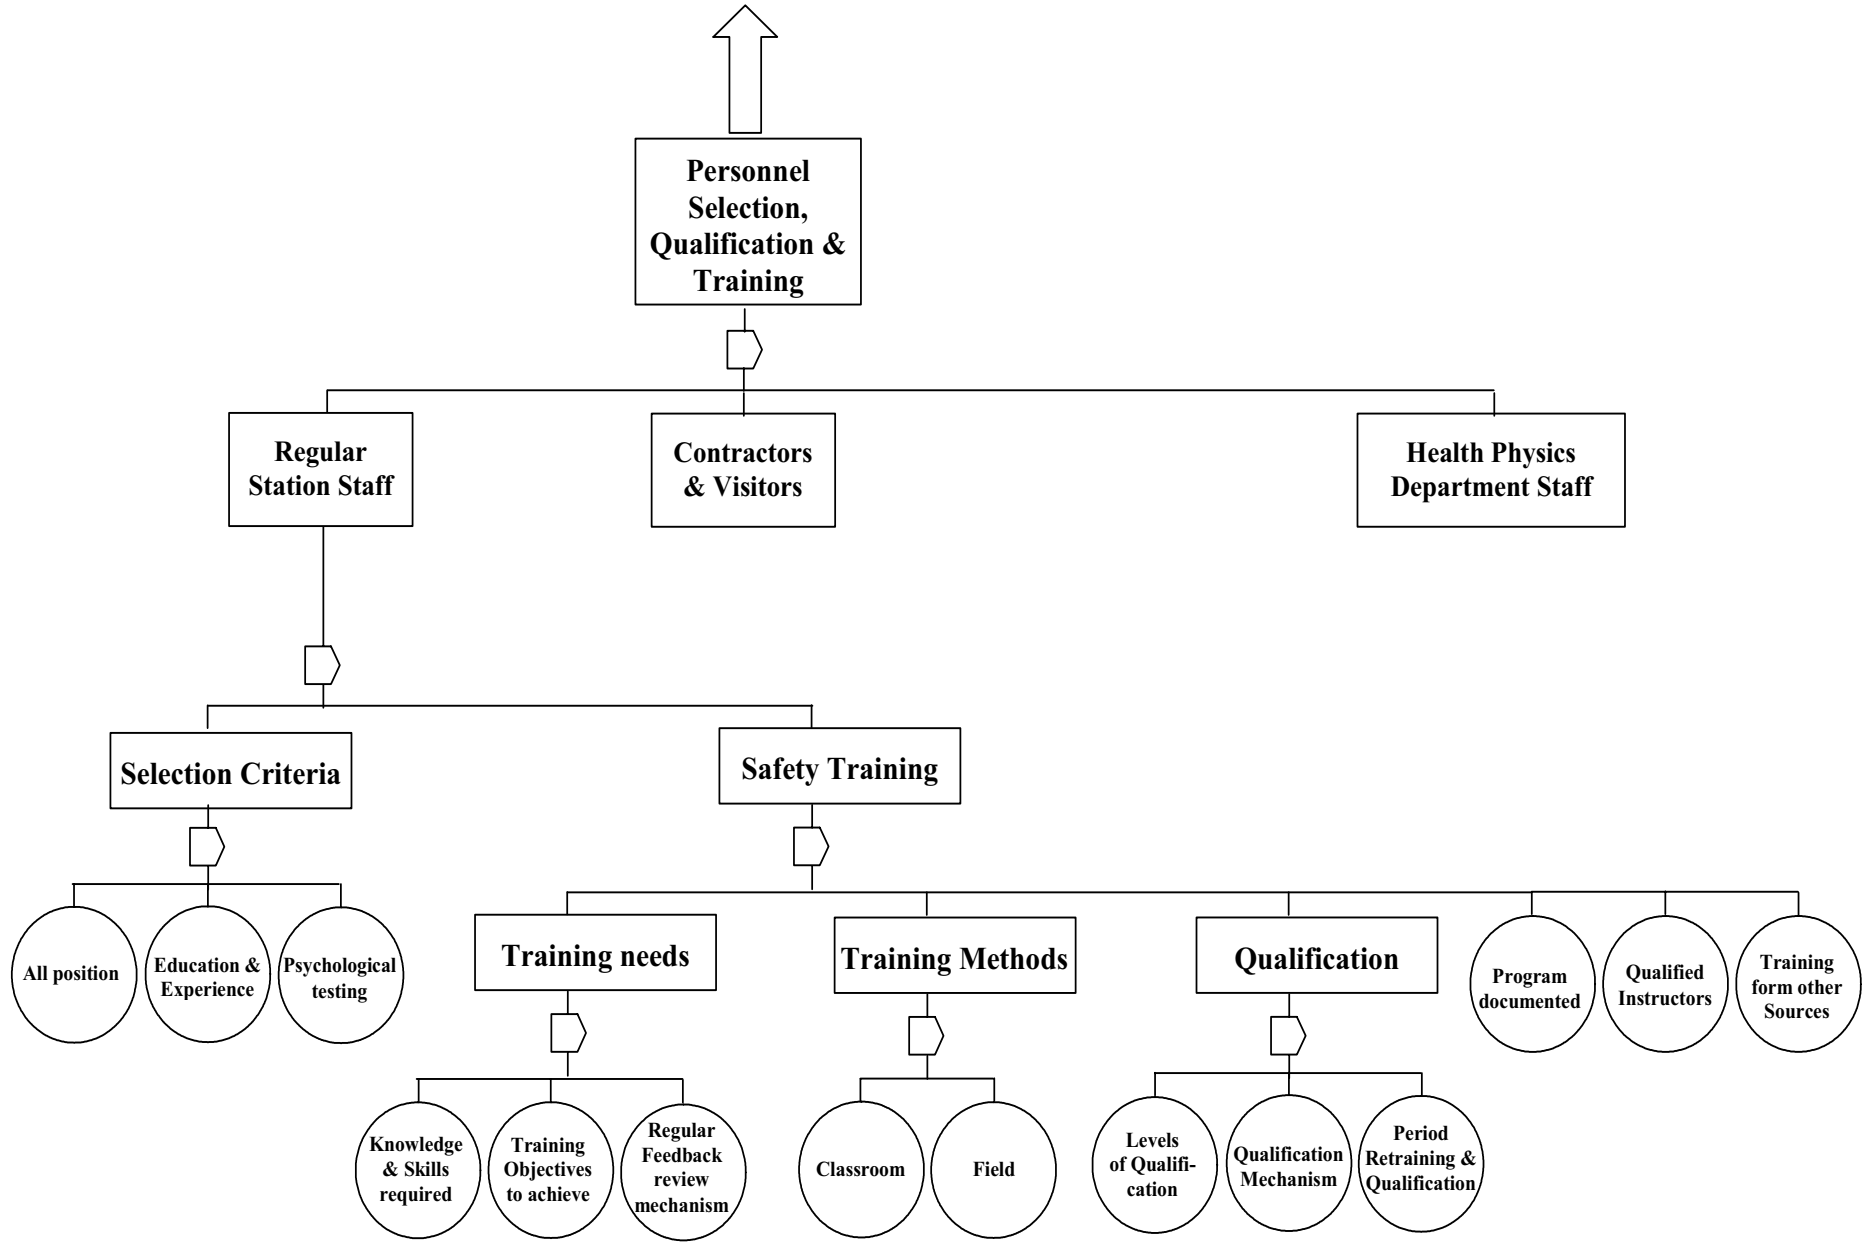 Personnel
Selection,
Qualification &
Training
Regular
Station Staff
Contractors
& Visitors
Health Physics
Department Staff
Selection Criteria
Safety Training
All position
Education &
Experience
Psychological
testing
Training needs
Training Methods
Qualification
Program
documented
Qualified
Instructors
Training
form other
Sources
Knowledge
& Skills
required
Training
Objectives
to achieve
Regular
Feedback
review
mechanism
Classroom
Field
Levels
of Qualifi-
cation
Qualification
Mechanism
Period
Retraining &
Qualification